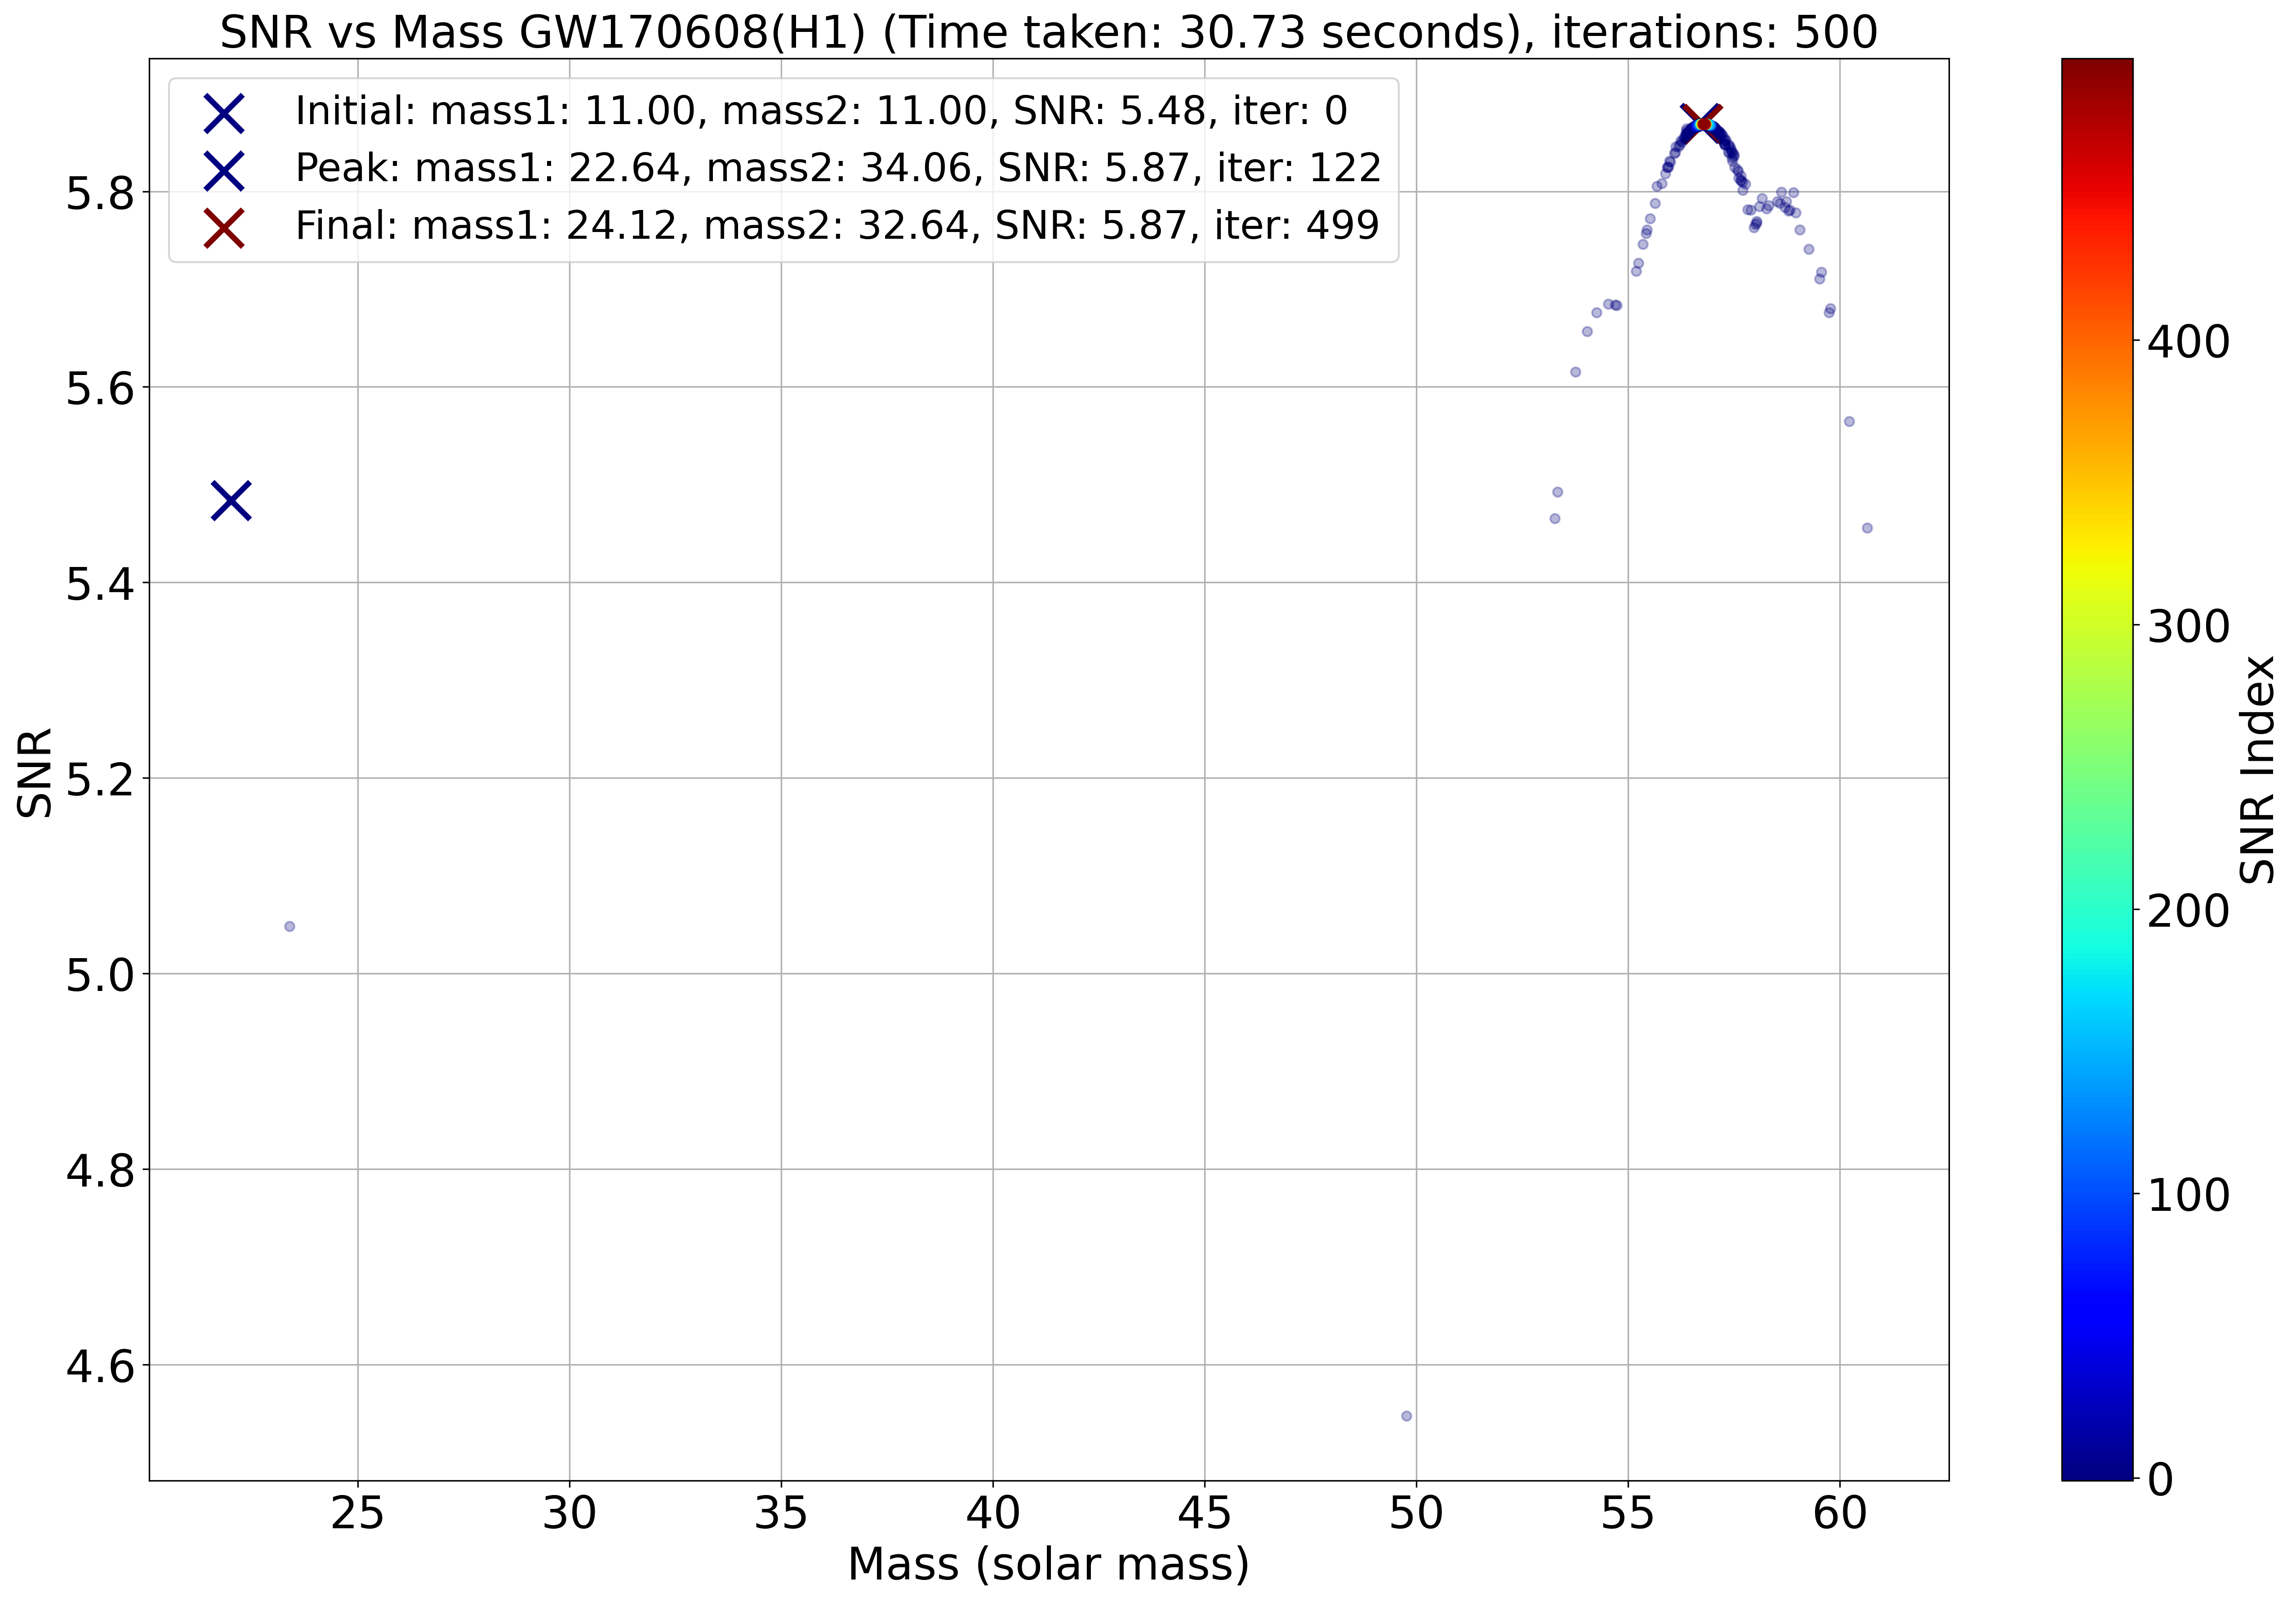 SNR vs Mass GW170608(H1) (Time taken: 30.73 seconds), iterations: 500
Initial: mass1: 11.00, mass2: 11.00, SNR: 5.48, iter: 0
Peak: mass1: 22.64, mass2: 34.06, SNR: 5.87, iter: 122
Final: mass1: 24.12, mass2: 32.64, SNR: 5.87, iter: 499
SNR
5.8
5.6
5.4
5.2
5.0
4.8
4.6
25 30 35 40 45 50 55 60
Mass (solar mass)
400
300
200
100
0
SNR Index